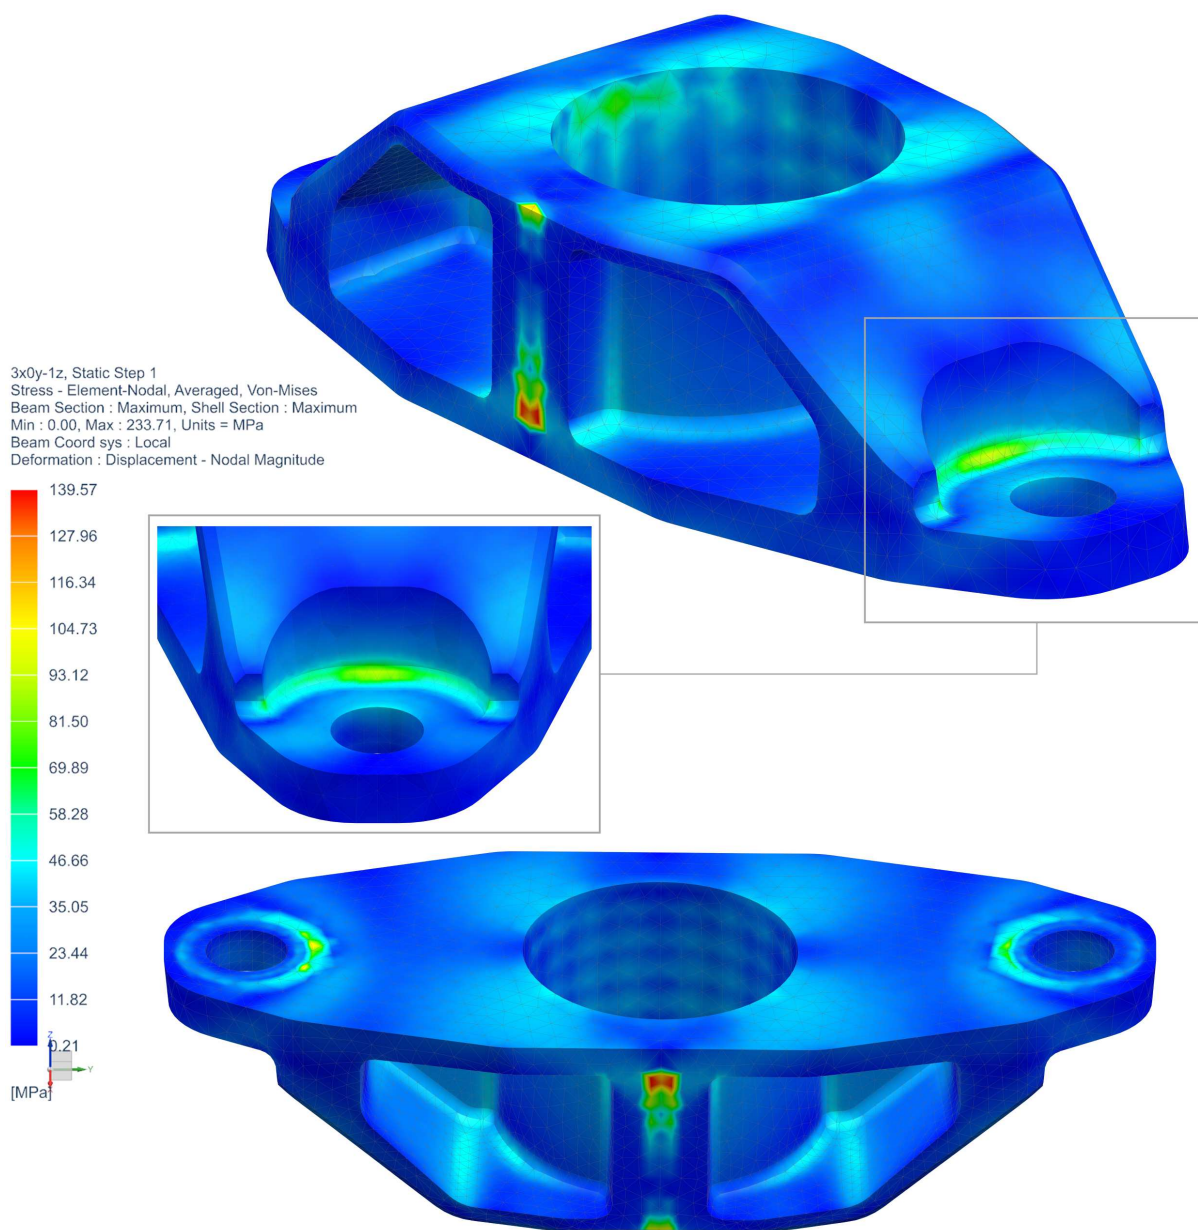 3x0y-1z, Static Step 1
Stress - Element-Nodal, Averaged, Von-Mises
Beam Section : Maximum, Shell Section : Maximum
Min : 0.00, Max : 233.71, Units = MPa
Beam Coord sys : Local
Deformation : Displacement - Nodal Magnitude
139.57
127.96
116.34
104.73
93.12
81.50
69.89
58.28
46.66
35.05
23.44
11.82
Z
0.21
Y
[MPa]